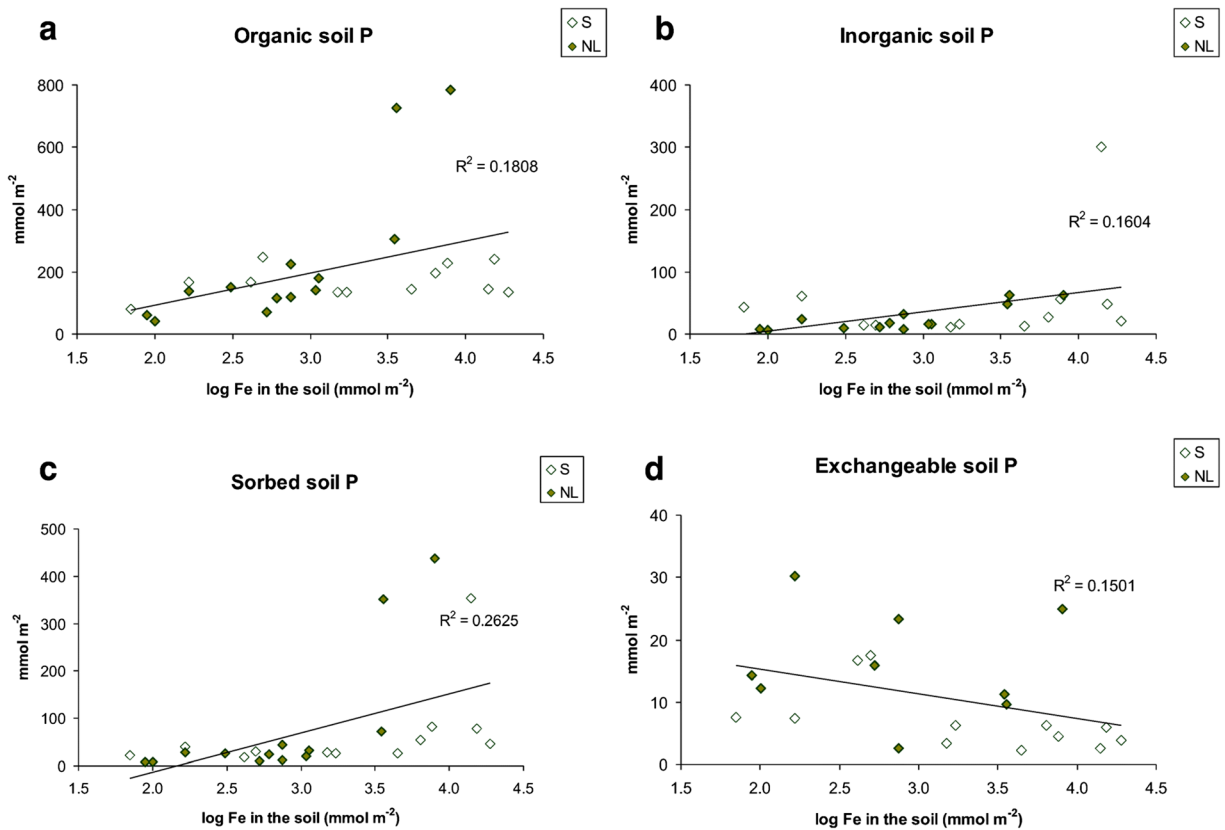 a
Organic soil P
S
NL
800
600
400
200
0
1.5 2.0 2.5 3.0 3.5 4.0 4.5
mmol m-2
log Fe in the soil (mmol m-2)
R2 = 0.1808
b
Inorganic soil P
S
NL
400
300
200
100
0
1.5 2.0 2.5 3.0 3.5 4.0 4.5
mmol m-2
log Fe in the soil (mmol m-2)
R2 = 0.1604
c
Sorbed soil P
S
NL
500
400
300
200
100
0
1.5 2.0 2.5 3.0 3.5 4.0 4.5
mmol m-2
log Fe in the soil (mmol m-2)
R2 = 0.2625
d
Exchangeable soil P
S
NL
40
30
20
10
0
1.5 2.0 2.5 3.0 3.5 4.0 4.5
mmol m-2
log Fe in the soil (mmol m-2)
R2 = 0.1501